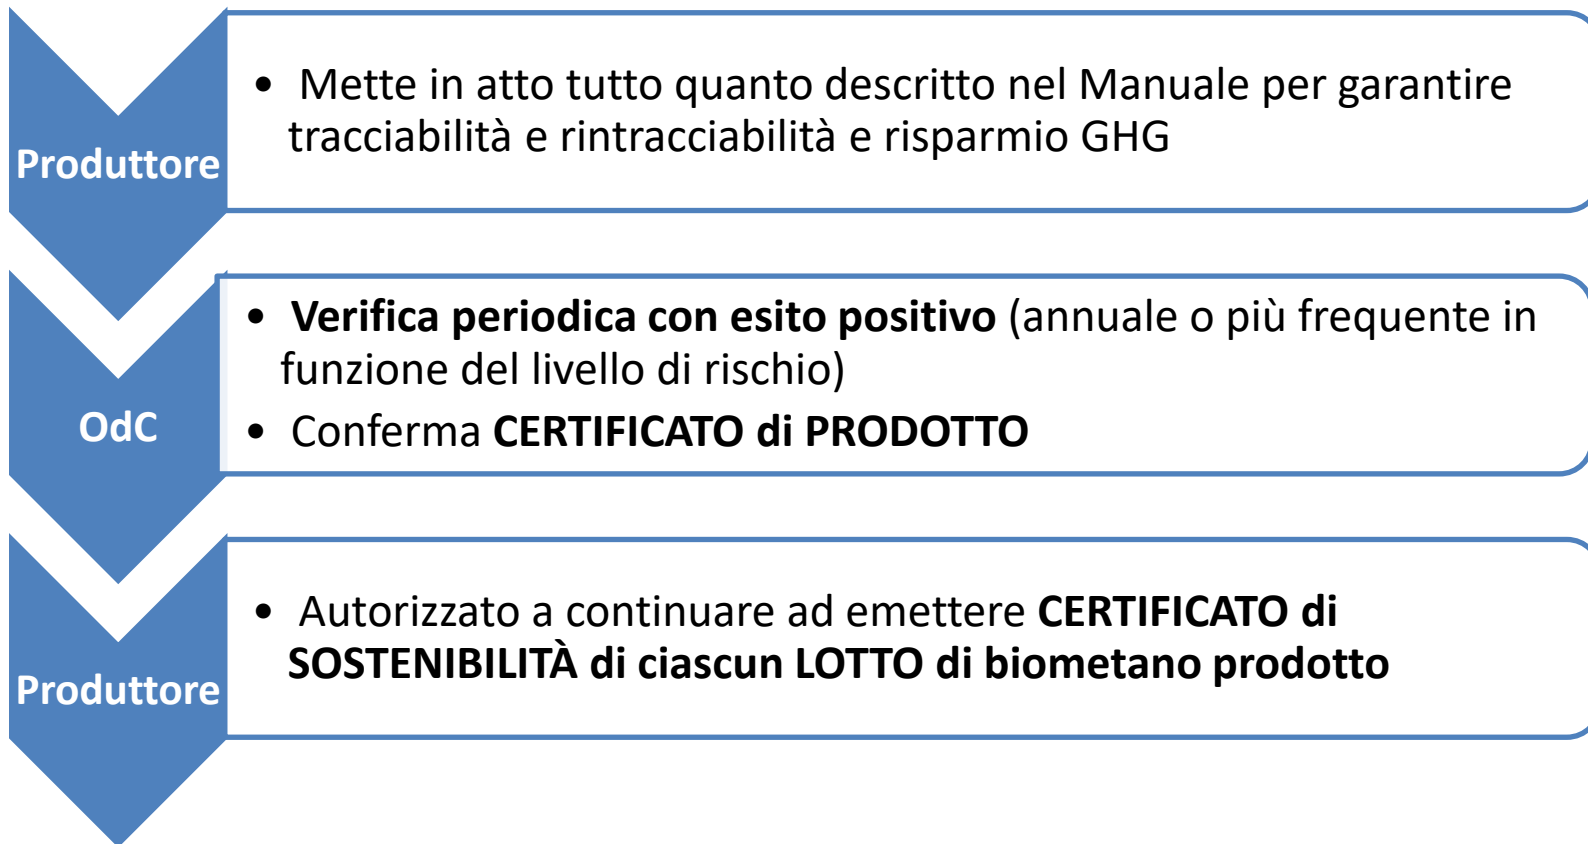 Produttore
• Mette in atto tutto quanto descritto nel Manuale per garantire
tracciabilità e rintracciabilità e risparmio GHG
OdC
• Verifica periodica con esito positivo (annuale o più frequente in
funzione del livello di rischio)
• Conferma CERTIFICATO di PRODOTTO
Produttore
• Autorizzato a continuare ad emettere CERTIFICATO di
SOSTENIBILITÀ di ciascun LOTTO di biometano prodotto